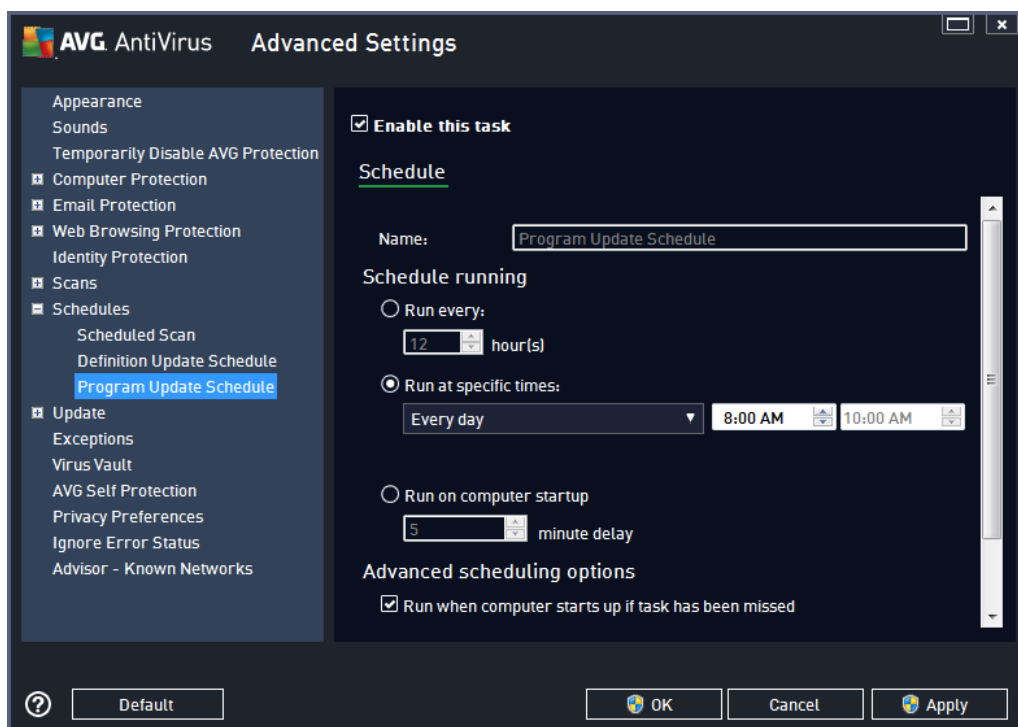 AVG. AntiVirus Advanced Settings
Appearance
Sounds
Temporarily Disable AVG Protection
Computer Protection
Email Protection
Web Browsing Protection
Identity Protection
Scans
Schedules
Scheduled Scan
Definition Update Schedule
Program Update Schedule
Update
Exceptions
Virus Vault
AVG Self Protection
Privacy Preferences
Ignore Error Status
Advisor - Known Networks
Enable this task
Schedule
Name: Program Update Schedule
Schedule running
Run every:
12 hour(s)
Run at specific times:
Every day 8:00 AM 10:00 AM
Run on computer startup
5 minute delay
Advanced scheduling options
Run when computer starts up if task has been missed
? Default OK Cancel Apply